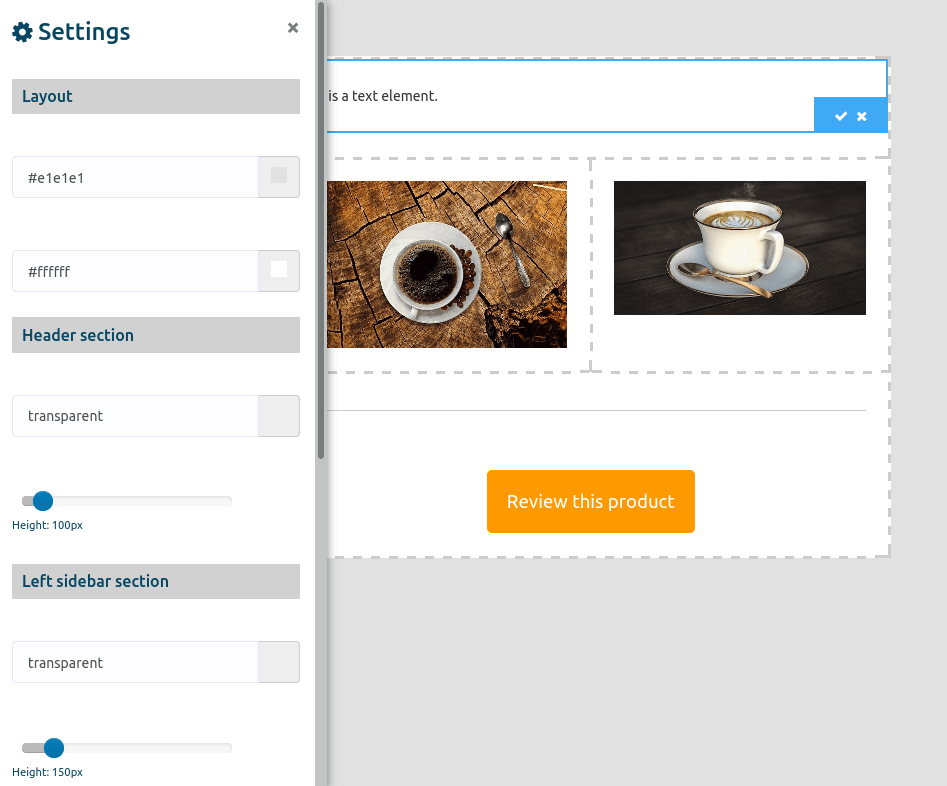 Settings
Layout
#e1e1e1
#ffffff
Header section
transparent
Height: 100px
Left sidebar section
transparent
Height: 150px
is a text element.
Review this product